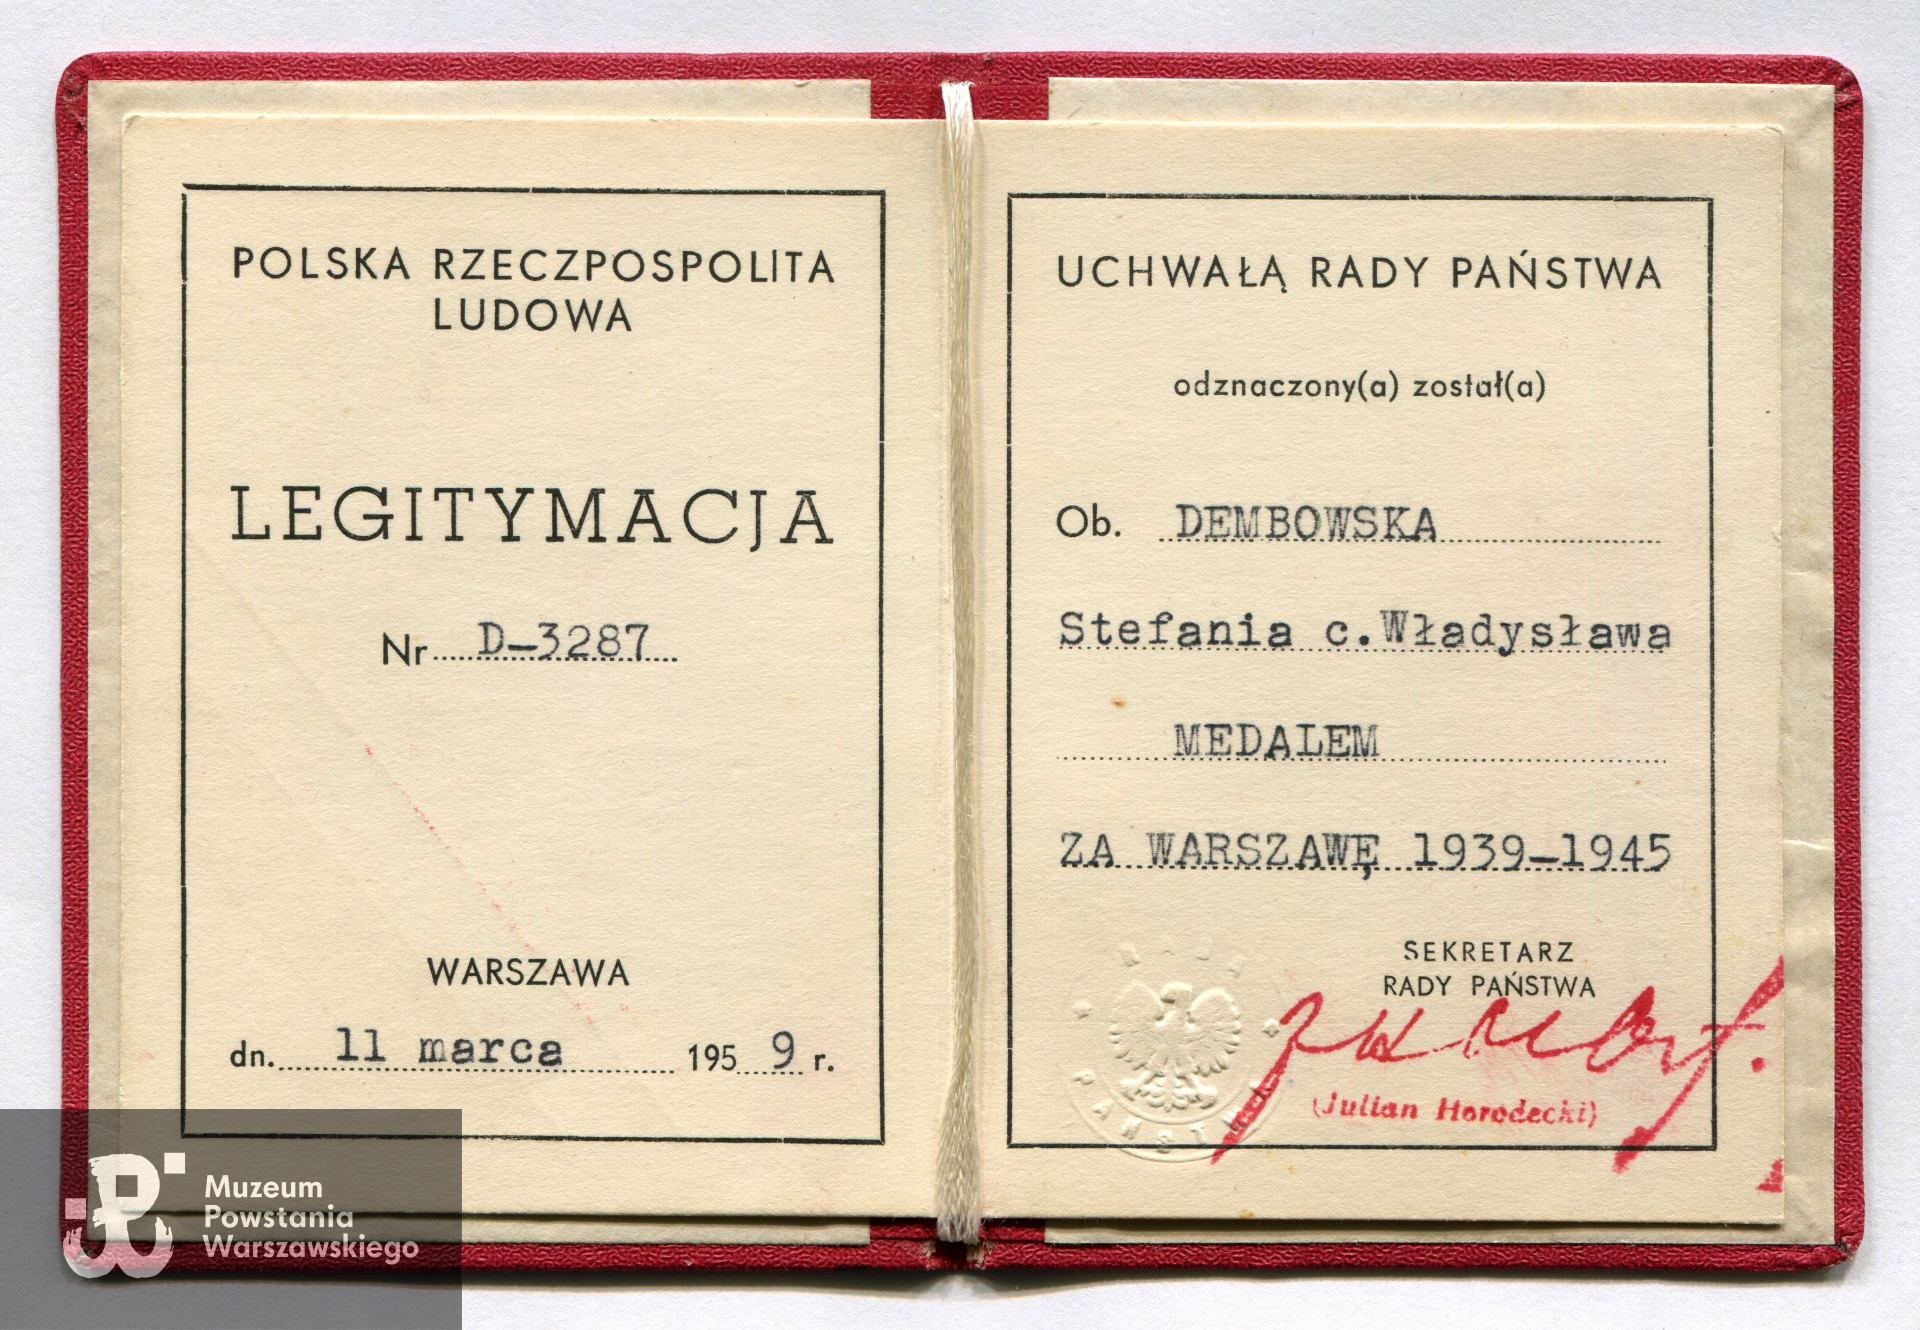 POLSKA RZECZPOSPOLITA
LUDOWA
LEGITYMACJA
Nr D-3287
WARSZAWA
dn. 11 marca 1959 r.
UCHWAŁĄ RADY PAŃSTWA
odznaczony(a) został(a)
Ob. DEMBOWSKA
Stefania c.Władysława
MEDALEM
ZA WARSZAWĘ 1939-1945
SEKRETARZ
RADY PAŃSTWA
(Julian Horodecki)
Muzeum
Powstania
Warszawskiego